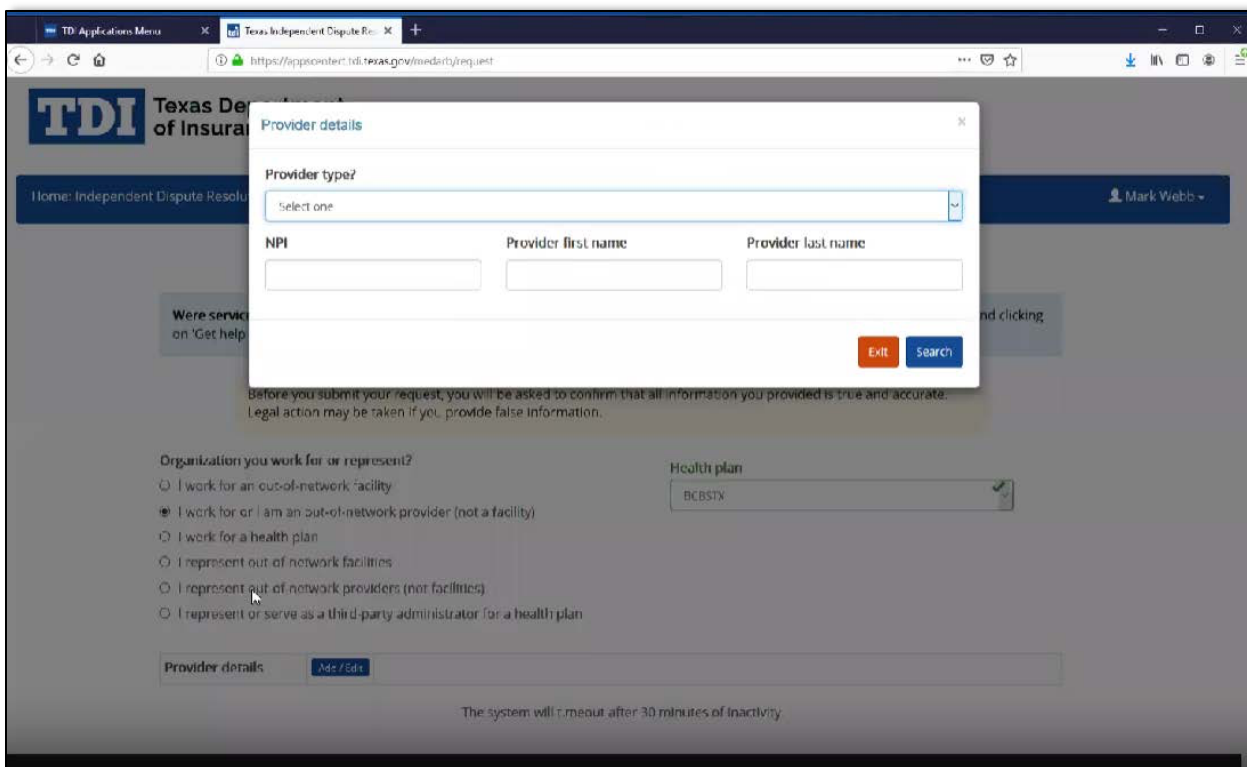 TDI Applications Menu
Texas Independent Dispute Res
https://appscenter.tdi.texas.gov/medarb/request
TDI
Texas De
of Insura
Provider details
Provider type?
Select one
NPI
Provider first name
Provider last name
Exit
Search
Home: Independent Dispute Resolu
Mark Webb
Were servic
nd clicking
on 'Get help
Before you submit your request, you will be asked to confirm that all information you provided is true and accurate.
Legal action may be taken if you provide false information.
Organization you work for or represent?
Health plan
BCBSTX
I work for an out-of-network facility
I work for or I am an out-of-network provider (not a facility)
I work for a health plan
I represent out of network facilities
I represent out of network providers (not facilities)
I represent or serve as a third-party administrator for a health plan
Provider details
Add / Edit
The system will timeout after 30 minutes of inactivity